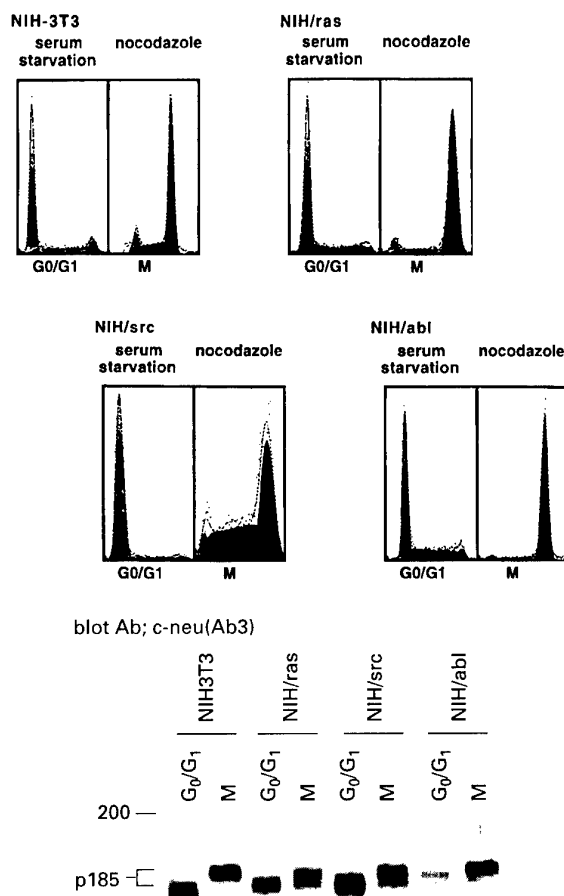 NIH-3T3
serum starvation
nocodazole
G0/G1
M
NIH/ras
serum starvation
nocodazole
G0/G1
M
NIH/src
serum starvation
nocodazole
G0/G1
M
NIH/abl
serum starvation
nocodazole
G0/G1
M
blot Ab; c-neu(Ab3)
NIH3T3
NIH/ras
NIH/src
NIH/abl
G0/G1
M
G0/G1
M
G0/G1
M
G0/G1
M
200
p185